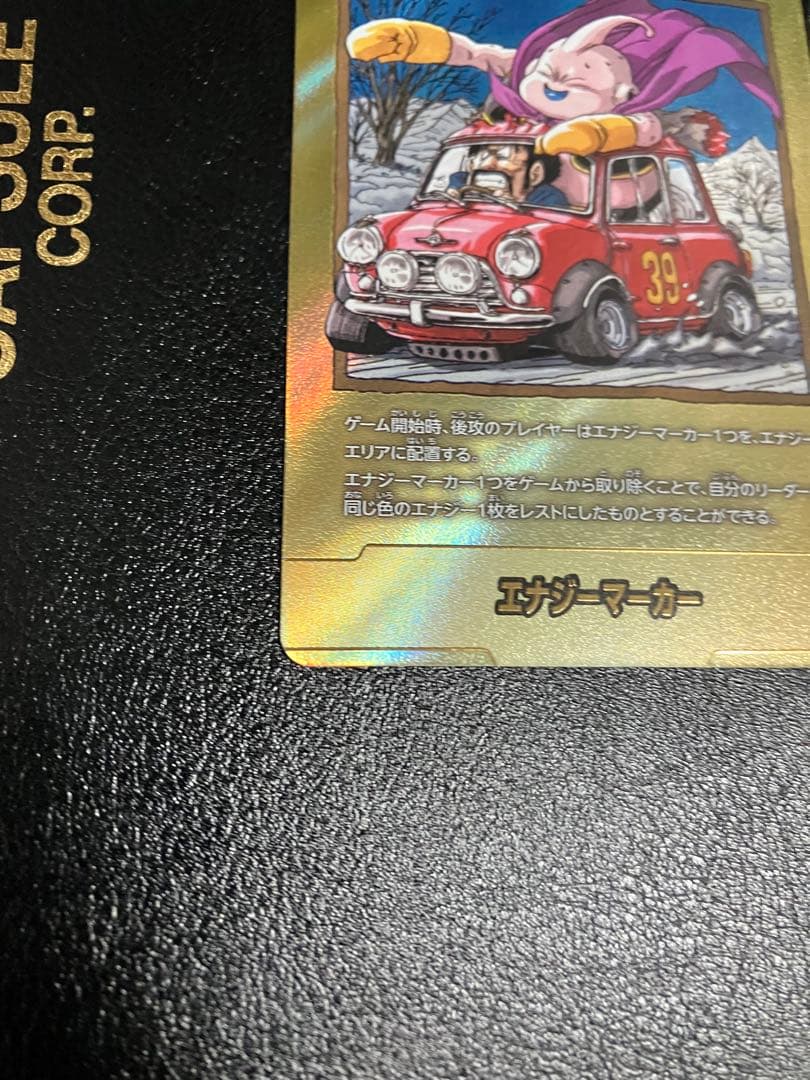 CORP.
39
ゲーム開始時、後攻のプレイヤーはエナジーマーカー1つを、エナジー
エリアに配置する。
エナジーマーカー1つをゲームから取り除くことで、自分のリーダー
同じ色のエナジー1枚をレストにしたものとすることができる。
エナジーマーカー